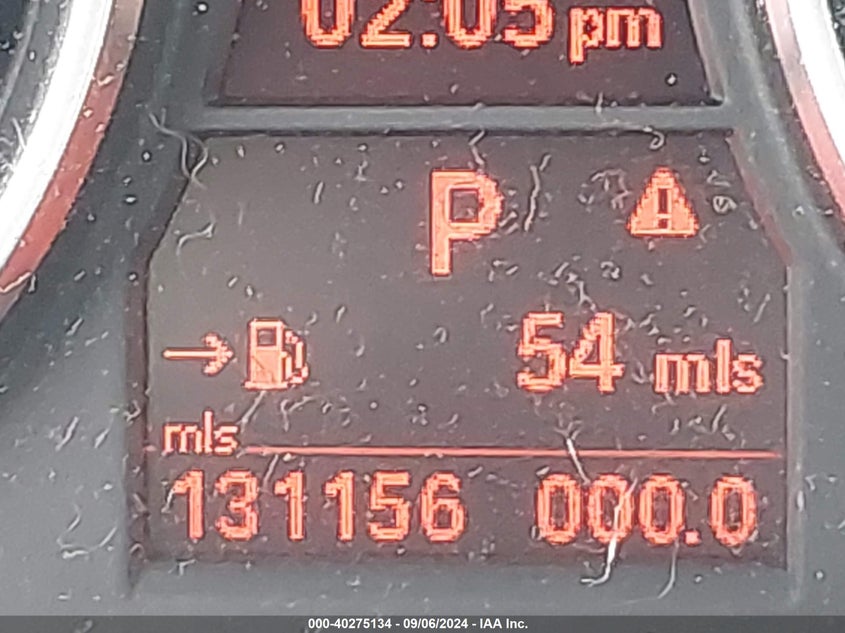 02:05 pm
P
54 mls
mls
131156 000.0
000-40275134 - 09/06/2024 - IAA Inc.